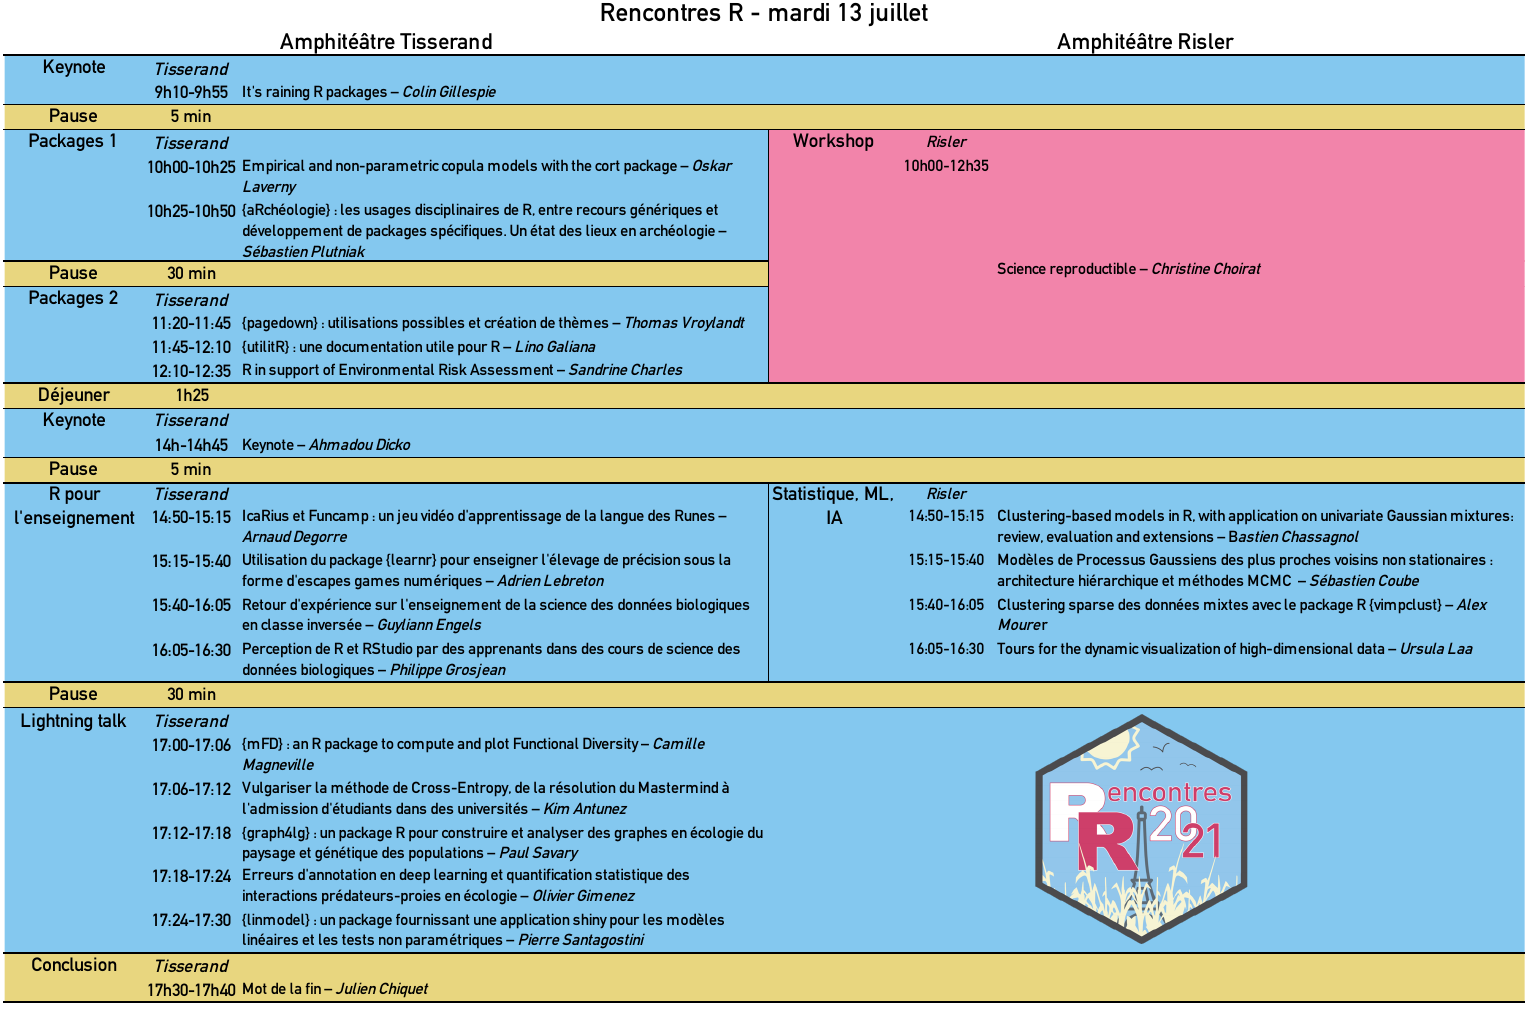 Rencontres R - mardi 13 juillet
Amphitéâtre Tisserand
Amphitéâtre Risler
Keynote
Tisserand
9h10-9h55 It's raining R packages – Colin Gillespie
Pause 5 min
Packages 1
Tisserand
10h00-10h25 Empirical and non-parametric copula models with the cort package – Oskar
Laverny
10h25-10h50 {aRchéologie} : les usages disciplinaires de R, entre recours génériques et
développement de packages spécifiques. Un état des lieux en archéologie –
Sébastien Plutniak
Pause 30 min
Packages 2
Tisserand
11:20-11:45 {pagedown} : utilisations possibles et création de thèmes – Thomas Vroylandt
11:45-12:10 {utilitR} : une documentation utile pour R – Lino Galiana
12:10-12:35 R in support of Environmental Risk Assessment – Sandrine Charles
Workshop
Risler
10h00-12h35
Science reproductible – Christine Choirat
Déjeuner 1h25
Keynote
Tisserand
14h-14h45 Keynote – Ahmadou Dicko
Pause 5 min
R pour
l'enseignement
Tisserand
14:50-15:15 IcaRius et Funcamp : un jeu vidéo d'apprentissage de la langue des Runes –
Arnaud Degorre
15:15-15:40 Utilisation du package {learnr} pour enseigner l'élevage de précision sous la
forme d'escapes games numériques – Adrien Lebreton
15:40-16:05 Retour d'expérience sur l'enseignement de la science des données biologiques
en classe inversée – Guyliann Engels
16:05-16:30 Perception de R et RStudio par des apprenants dans des cours de science des
données biologiques – Philippe Grosjean
Statistique, ML,
IA
Risler
14:50-15:15 Clustering-based models in R, with application on univariate Gaussian mixtures:
review, evaluation and extensions – Bastien Chassagnol
15:15-15:40 Modèles de Processus Gaussiens des plus proches voisins non stationaires :
architecture hiérarchique et méthodes MCMC – Sébastien Coube
15:40-16:05 Clustering sparse des données mixtes avec le package R {vimpclust} – Alex
Mourer
16:05-16:30 Tours for the dynamic visualization of high-dimensional data – Ursula Laa
Pause 30 min
Lightning talk
Tisserand
17:00-17:06 {mFD} : an R package to compute and plot Functional Diversity – Camille
Magneville
17:06-17:12 Vulgariser la méthode de Cross-Entropy, de la résolution du Mastermind à
l'admission d'étudiants dans des universités – Kim Antunez
17:12-17:18 {graph4lg} : un package R pour construire et analyser des graphes en écologie du
paysage et génétique des populations – Paul Savary
17:18-17:24 Erreurs d'annotation en deep learning et quantification statistique des
interactions prédateurs-proies en écologie – Olivier Gimenez
17:24-17:30 {linmodel} : un package fournissant une application shiny pour les modèles
linéaires et les tests non paramétriques – Pierre Santagostini
Rencontres
R 20
21
Conclusion
Tisserand
17h30-17h40 Mot de la fin – Julien Chiquet